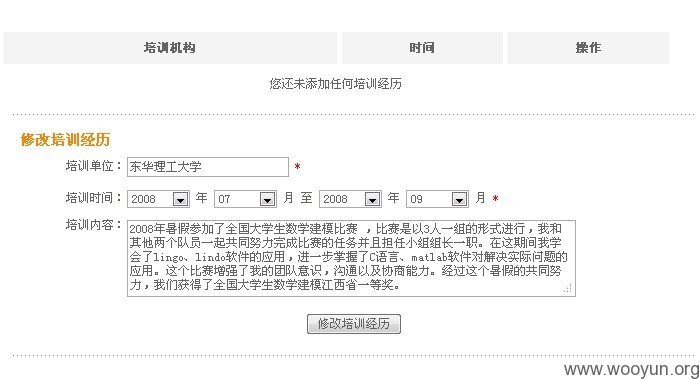 培训机构 时间 操作
您还未添加任何培训经历
修改培训经历
培训单位： 东华理工大学 *
培训时间： 2008 年 07 月 至 2008 年 09 月 *
培训内容： 2008年暑假参加了全国大学生数学建模比赛 ，比赛是以3人一组的形式进行，我和
其他两个队员一起共同努力完成比赛的任务并且担任小组组长一职。在这期间我学
会了lingo、lindo软件的应用，进一步掌握了C语言、matlab软件对解决实际问题的
应用。这个比赛增强了我的团队意识，沟通以及协商能力。经过这个暑假的共同努
力，我们获得了全国大学生数学建模江西省一等奖。
修改培训经历
www.wooyun.org